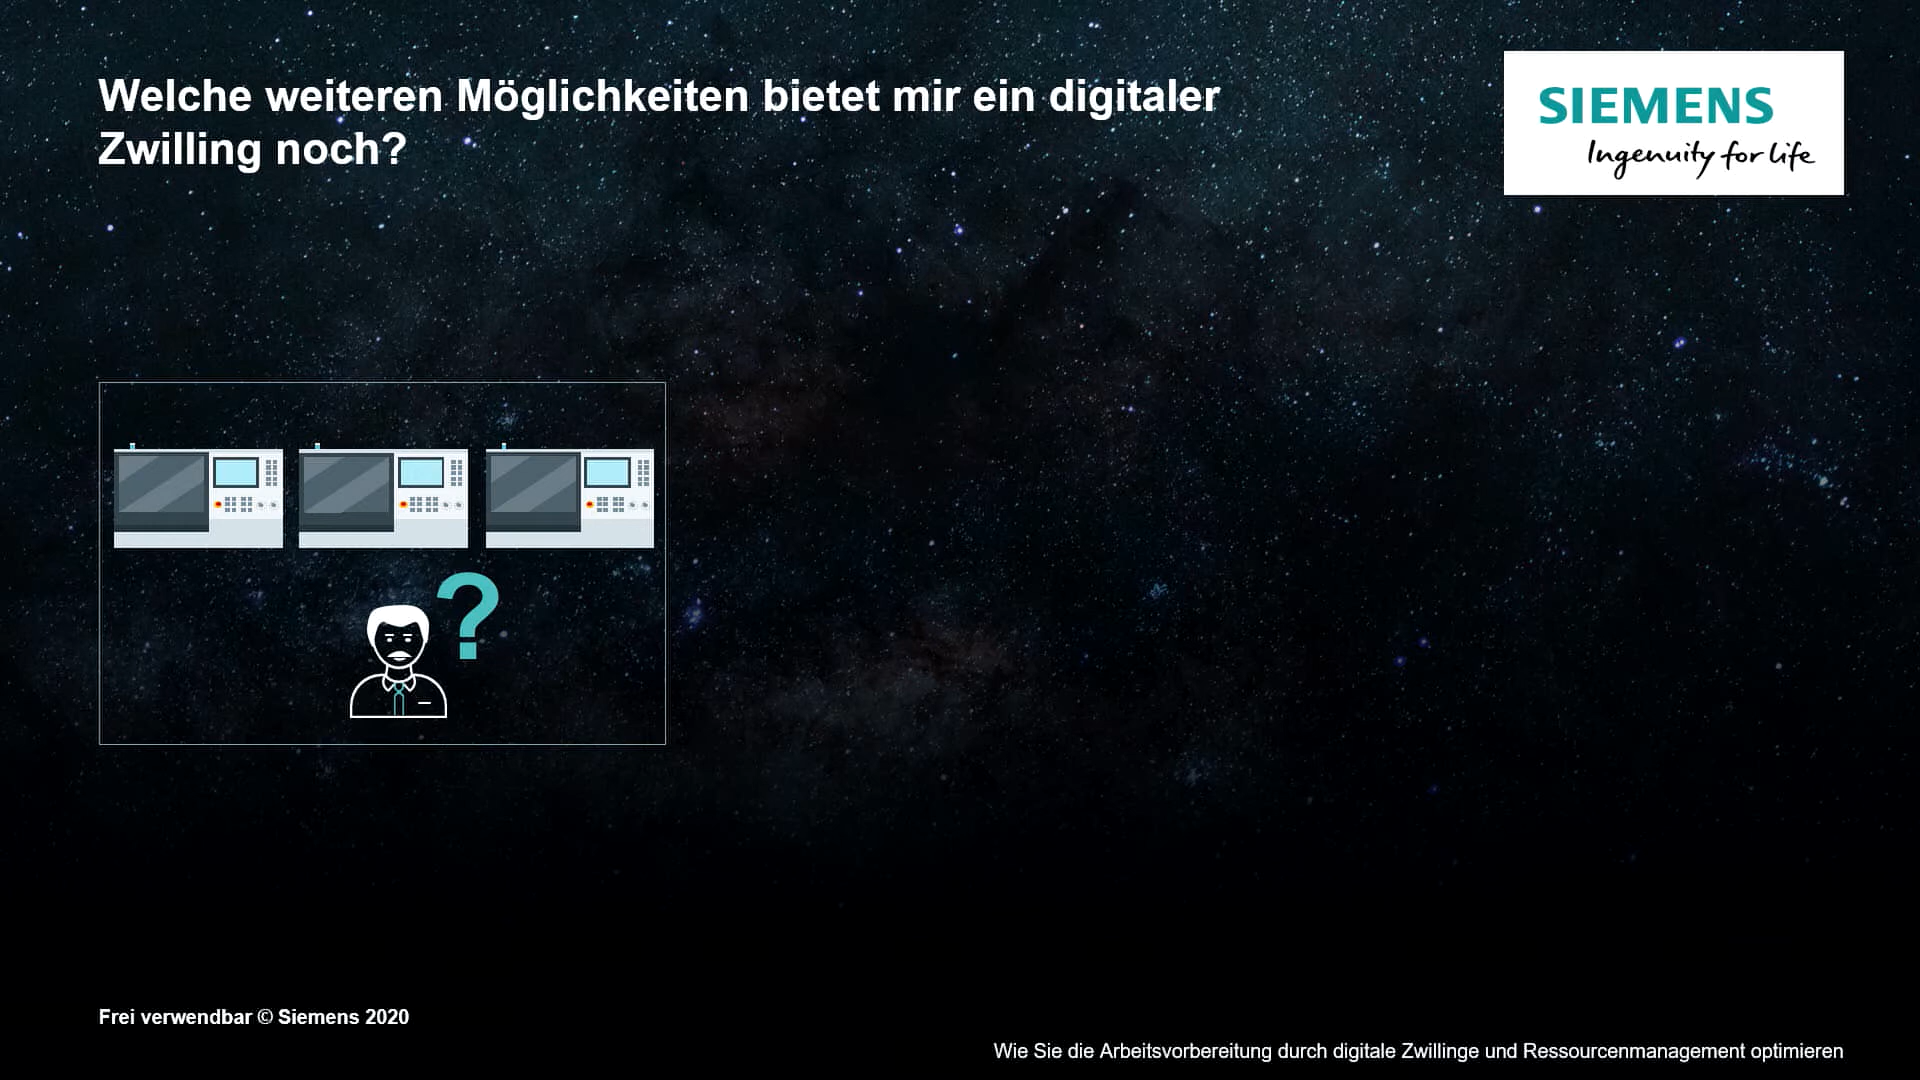 Welche weiteren Möglichkeiten bietet mir ein digitaler
Zwilling noch?
SIEMENS
Ingenuity for life
?
Frei verwendbar © Siemens 2020
Wie Sie die Arbeitsvorbereitung durch digitale Zwillinge und Ressourcenmanagement optimieren